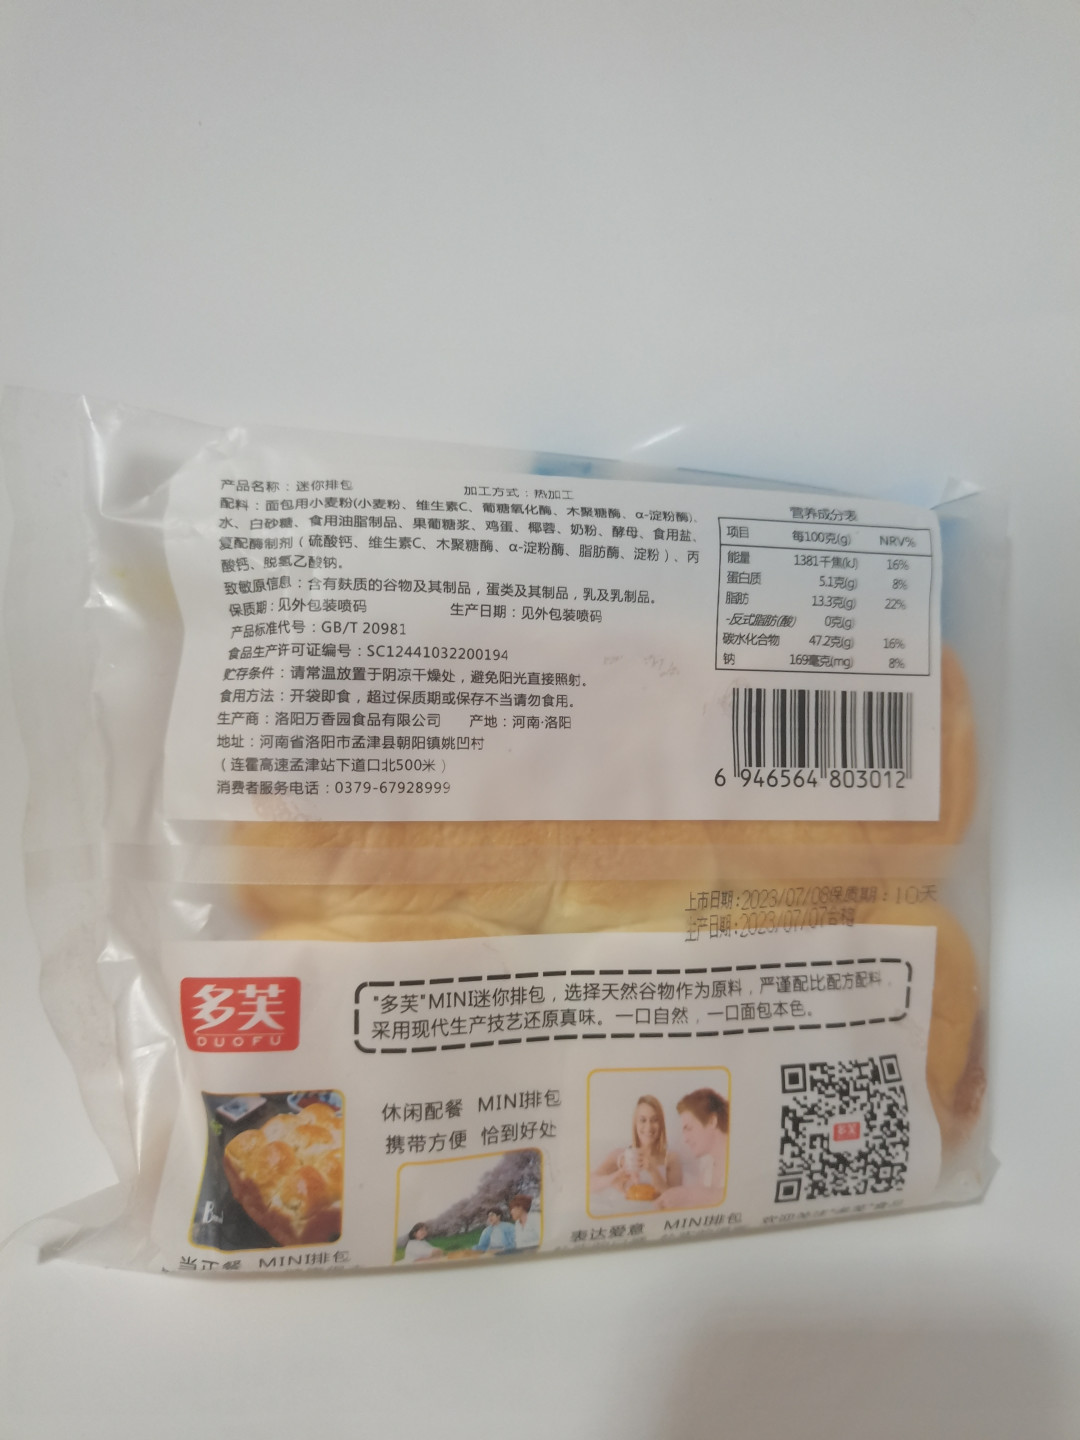 产品名称：迷你排包 加工方式：热加工
配料：面包用小麦粉(小麦粉、维生素C、葡糖氧化酶、木聚糖酶、α-淀粉酶)、
水、白砂糖、食用油脂制品、果葡糖浆、鸡蛋、椰蓉、奶粉、酵母、食用盐、
复配酶制剂（硫酸钙、维生素C、木聚糖酶、α-淀粉酶、脂肪酶、淀粉）、丙
酸钙、脱氢乙酸钠。
致敏原信息：含有麸质的谷物及其制品，蛋类及其制品，乳及乳制品。
保质期：见外包装喷码 生产日期：见外包装喷码
产品标准代号：GB/T 20981
食品生产许可证编号：SC12441032200194
贮存条件：请常温放置于阴凉干燥处，避免阳光直接照射。
食用方法：开袋即食，超过保质期或保存不当请勿食用。
生产商：洛阳万香园食品有限公司 产地：河南·洛阳
地址：河南省洛阳市孟津县朝阳镇姚凹村
（连霍高速孟津站下道口北500米）
消费者服务电话：0379-67928999
营养成分表
项目 每100克(g) NRV%
能量 1381千焦(kJ) 16%
蛋白质 5.1克(g) 8%
脂肪 13.3克(g) 22%
-反式脂肪(酸) 0克(g)
碳水化合物 47.2克(g) 16%
钠 169毫克(mg) 8%
6 946564 803012
上市日期：2023/07/08保质期：10天
生产日期：2023/07/07合格
多芙
DUOFU
"多芙"MINI迷你排包，选择天然谷物作为原料，严谨配比配方配料，
采用现代生产技艺还原真味。一口自然，一口面包本色。
休闲配餐 MINI排包
携带方便 恰到好处
多芙
当正餐 MINI排包
表达爱意 MINI排包